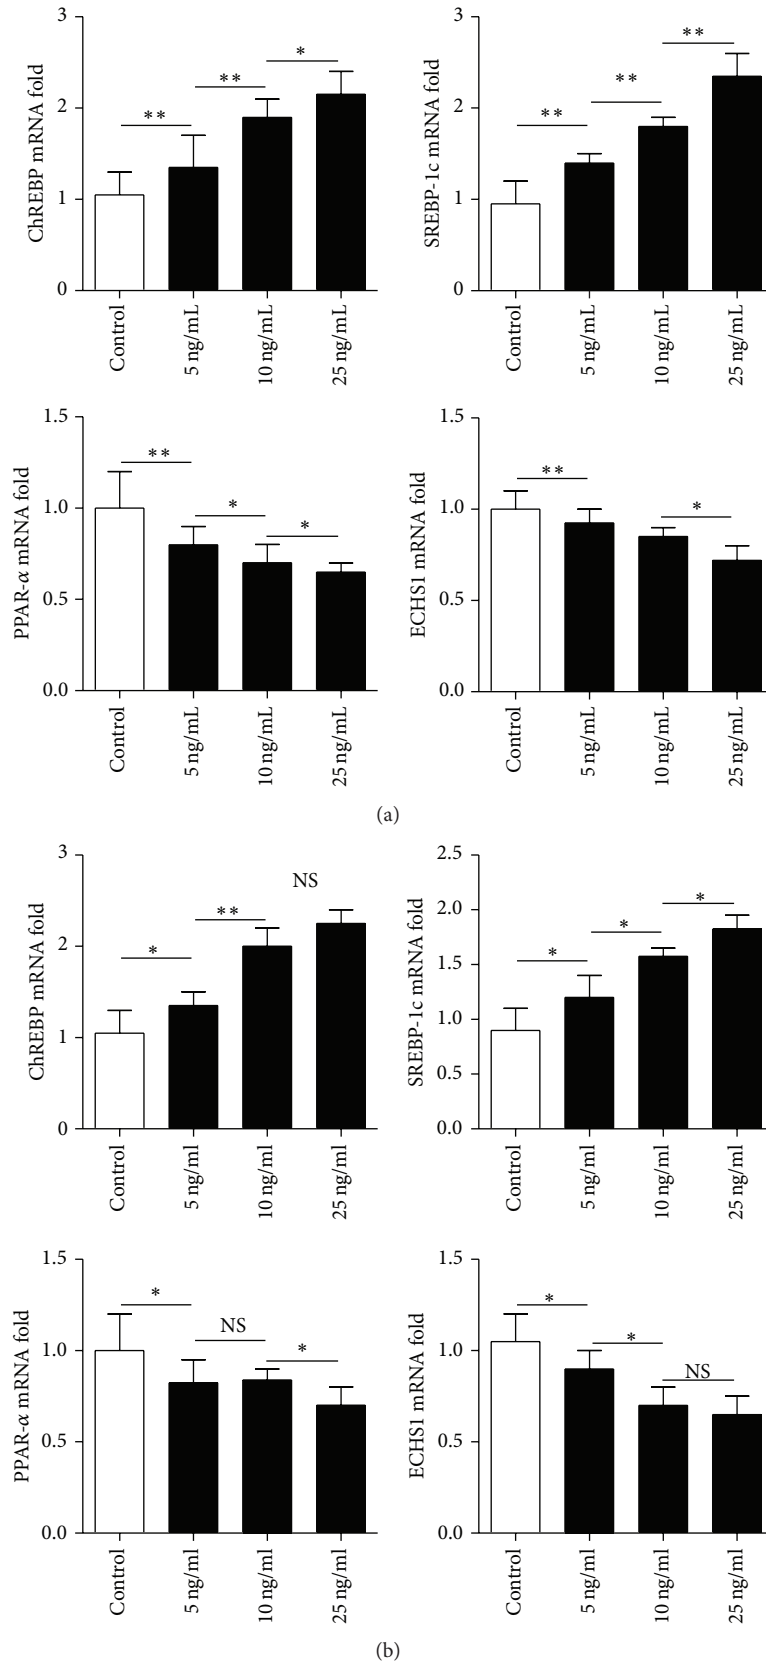 3
2
1
0
ChREBP mRNA fold
**
**
*
Control
5 ng/mL
10 ng/mL
25 ng/mL
3
2
1
0
SREBP-1c mRNA fold
**
**
**
Control
5 ng/mL
10 ng/mL
25 ng/mL
1.5
1.0
0.5
0.0
PPAR-α mRNA fold
**
*
*
Control
5 ng/mL
10 ng/mL
25 ng/mL
1.5
1.0
0.5
0.0
ECHS1 mRNA fold
**
*
Control
5 ng/mL
10 ng/mL
25 ng/mL
(a)
3
2
1
0
ChREBP mRNA fold
*
**
NS
Control
5 ng/ml
10 ng/ml
25 ng/ml
2.5
2.0
1.5
1.0
0.5
0.0
SREBP-1c mRNA fold
*
*
*
Control
5 ng/ml
10 ng/ml
25 ng/ml
1.5
1.0
0.5
0.0
PPAR-α mRNA fold
*
NS
*
Control
5 ng/ml
10 ng/ml
25 ng/ml
1.5
1.0
0.5
0.0
ECHS1 mRNA fold
*
*
NS
Control
5 ng/ml
10 ng/ml
25 ng/ml
(b)